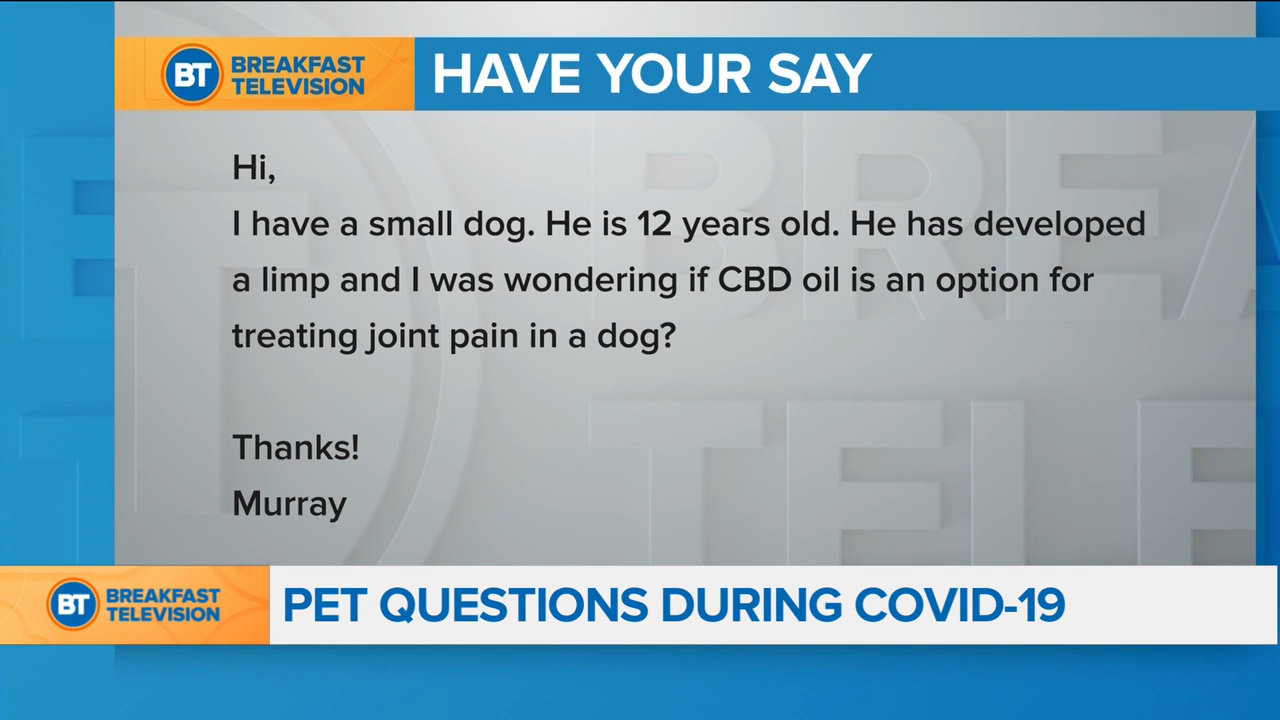 BT BREAKFAST TELEVISION
HAVE YOUR SAY
Hi,
I have a small dog. He is 12 years old. He has developed
a limp and I was wondering if CBD oil is an option for
treating joint pain in a dog?
Thanks!
Murray
BT BREAKFAST TELEVISION
PET QUESTIONS DURING COVID-19